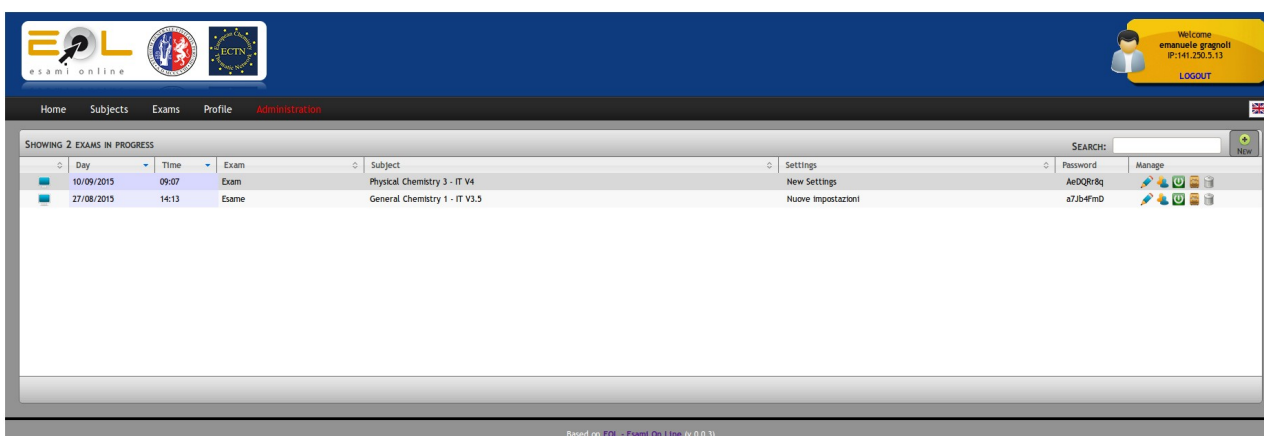 EOL
esami online
ECTN
Welcome
emanuele gragnoli
IP:141.250.5.13
LOGOUT
Home Subjects Exams Profile Administration
SHOWING 2 EXAMS IN PROGRESS SEARCH: NEW
Day Time Exam Subject Settings Password Manage
10/09/2015 09:07 Exam Physical Chemistry 3 - IT V4 New Settings AeDQRr8q
27/08/2015 14:13 Esame General Chemistry 1 - IT V3.5 Nuove impostazioni a7Jb4FmD
Based on EOL - Esami On Line (v 0.0.3)